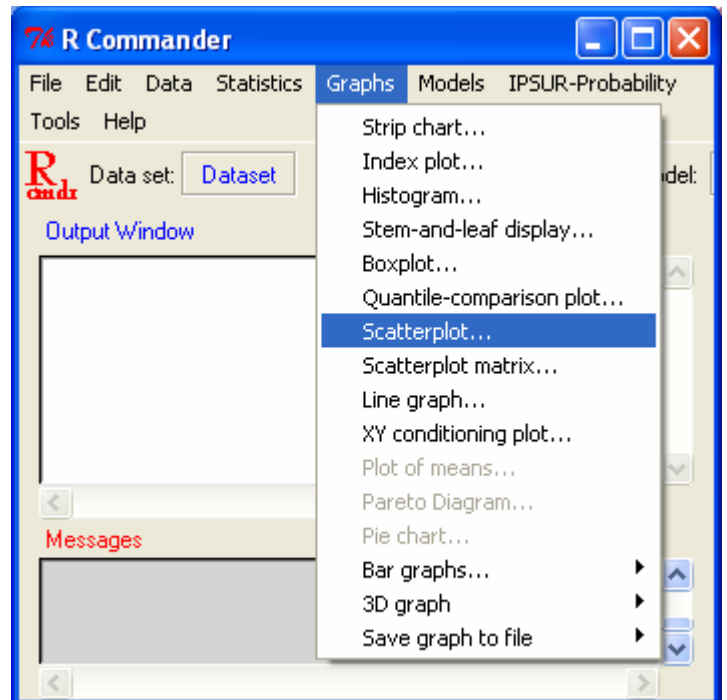 R Commander
File Edit Data Statistics Graphs Models IPSUR-Probability
Tools Help
R cmdr Data set: Dataset
Output Window
Strip chart...
Index plot...
Histogram...
Stem-and-leaf display...
Boxplot...
Quantile-comparison plot...
Scatterplot...
Scatterplot matrix...
Line graph...
XY conditioning plot...
Plot of means...
Pareto Diagram...
Pie chart...
Bar graphs...
3D graph
Save graph to file
Messages